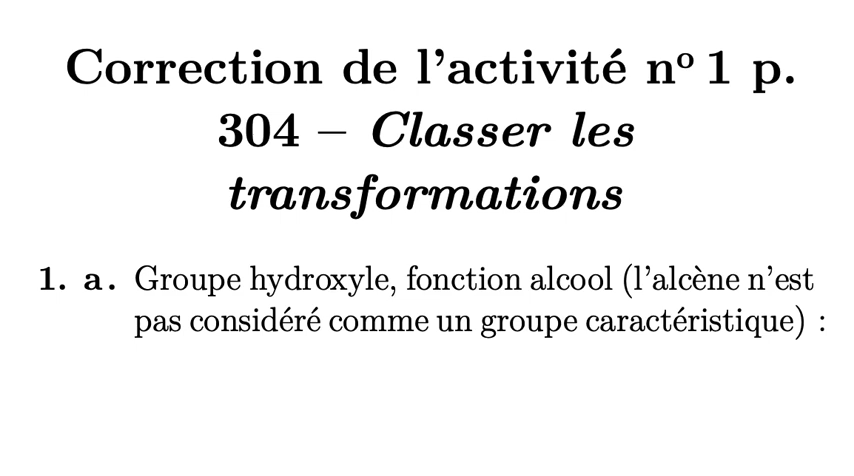 Correction de l'activité nº 1 p.
304 – Classer les
transformations
1. a. Groupe hydroxyle, fonction alcool (l'alcène n'est
pas considéré comme un groupe caractéristique) :